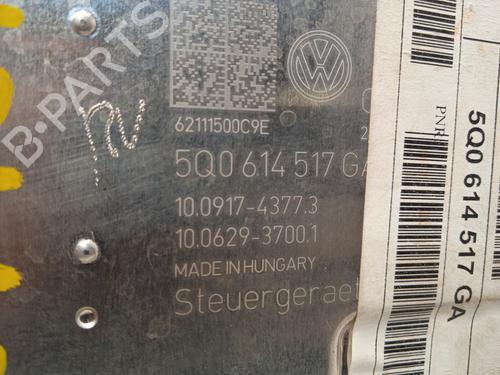 62111500C9E
5Q0 614 517 GA
10.0917-4377.3
10.0629-3700.1
MADE IN HUNGARY
Steuergeraet
PNR
5Q0 614 517 GA